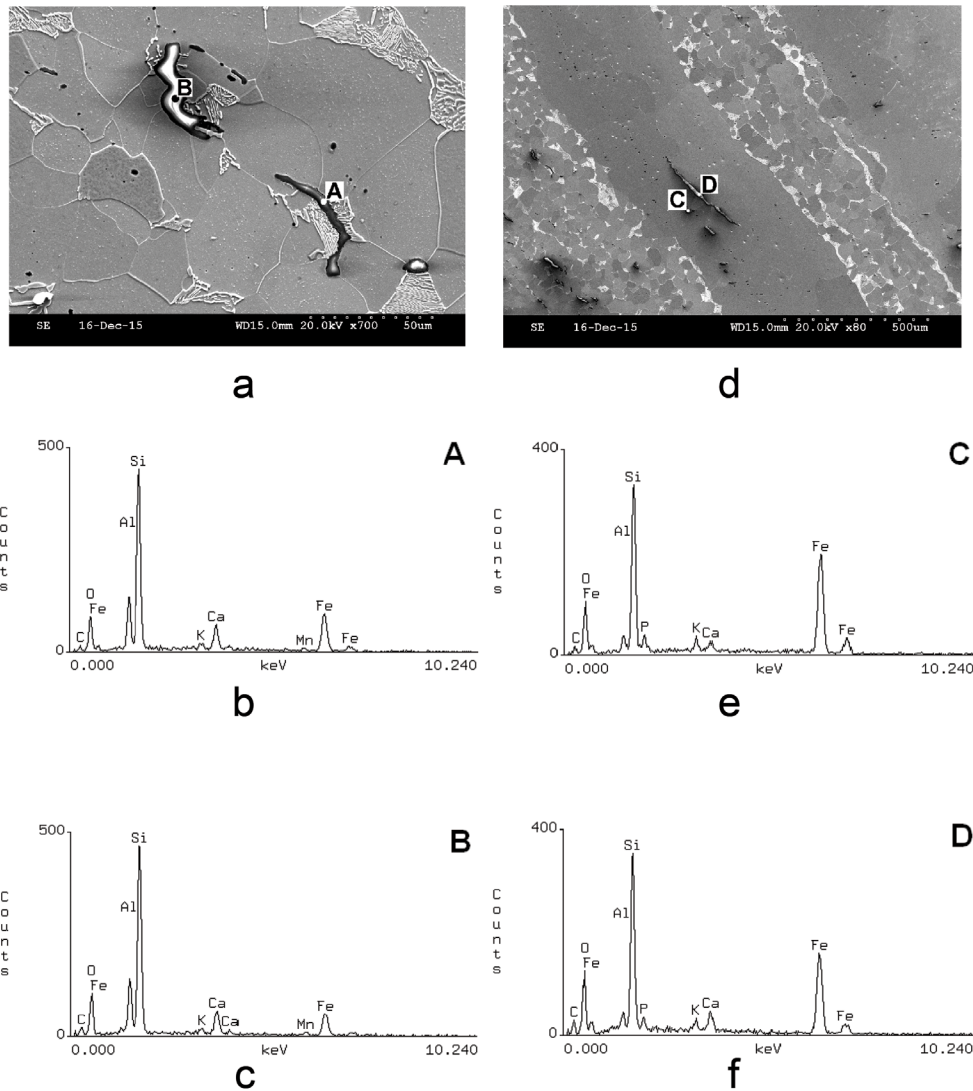 B
A
SE 16-Dec-15 WD15.0mm 20.0kV x700 50um
a
D
C
SE 16-Dec-15 WD15.0mm 20.0kV x80 500um
d
500
A
Si
Counts
Al
O
Fe
C
K
Ca
Mn
Fe
Fe
0
0.000 keV 10.240
b
400
C
Si
Counts
Al
O
Fe
C
P
K
Ca
Fe
Fe
0
0.000 keV 10.240
e
500
B
Si
Counts
Al
O
Fe
C
K
Ca
Ca
Mn
Fe
0
0.000 keV 10.240
c
400
D
Si
Counts
Al
O
Fe
C
P
K
Ca
Fe
Fe
0
0.000 keV 10.240
f